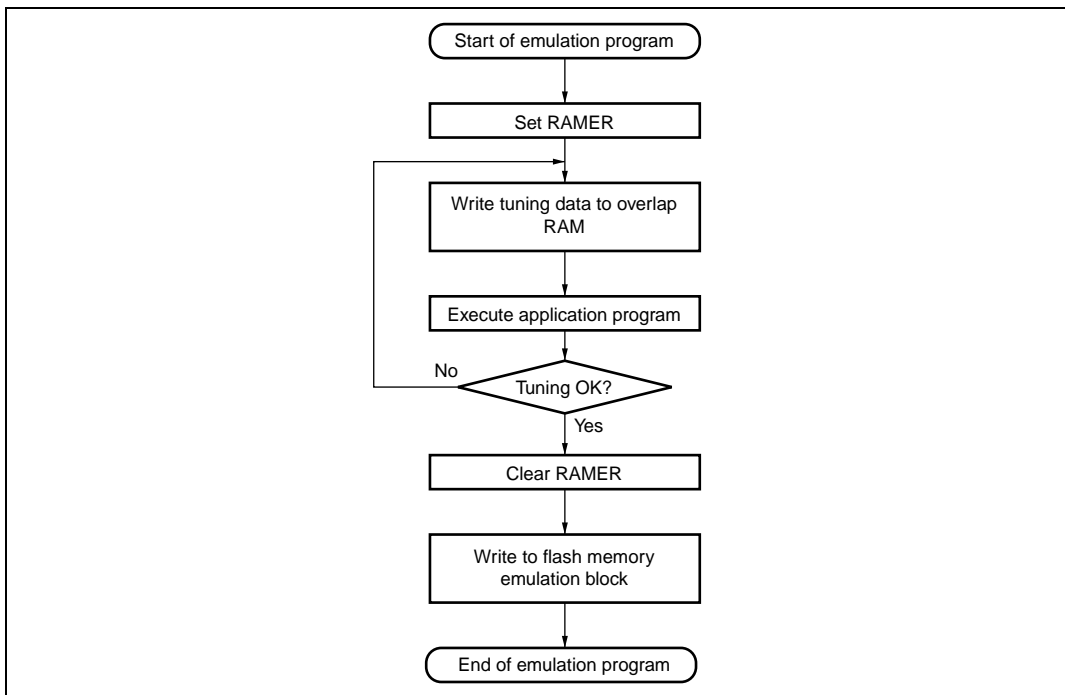 Start of emulation program
Set RAMER
Write tuning data to overlap
RAM
Execute application program
No
Tuning OK?
Yes
Clear RAMER
Write to flash memory
emulation block
End of emulation program